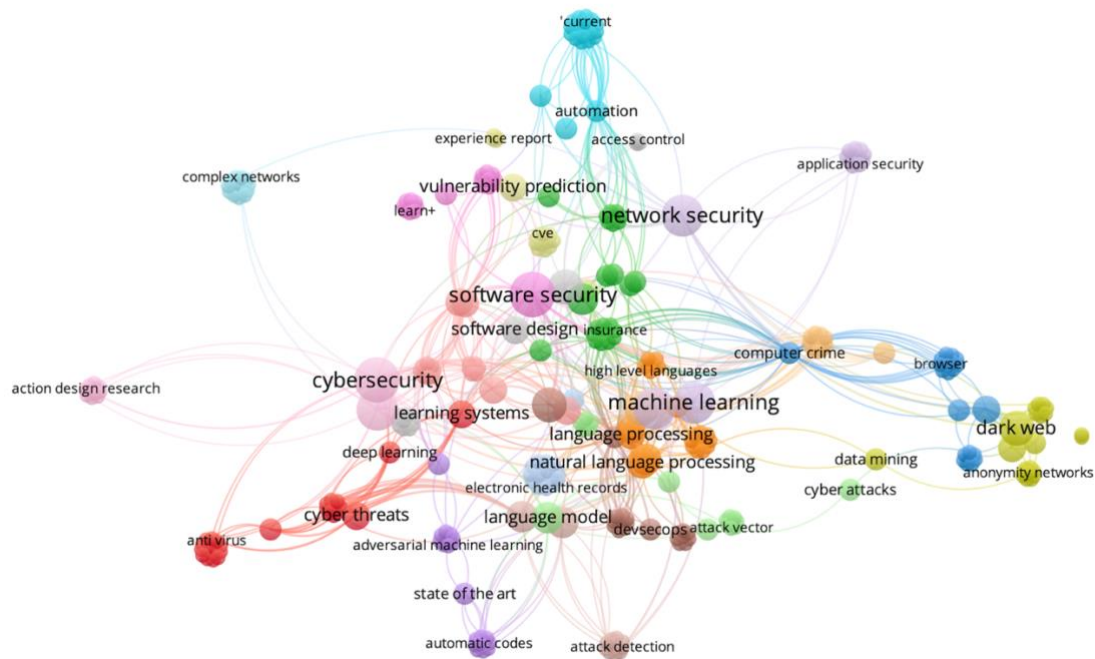 'current
automation
experience report
access control
application security
complex networks
vulnerability prediction
learn+
network security
cve
software security
software design
insurance
computer crime
browser
high level languages
cybersecurity
action design research
machine learning
learning systems
dark web
language processing
deep learning
natural language processing
data mining
anonymity networks
electronic health records
cyber attacks
cyber threats
language model
devsecops
attack vector
anti virus
adversarial machine learning
state of the art
automatic codes
attack detection